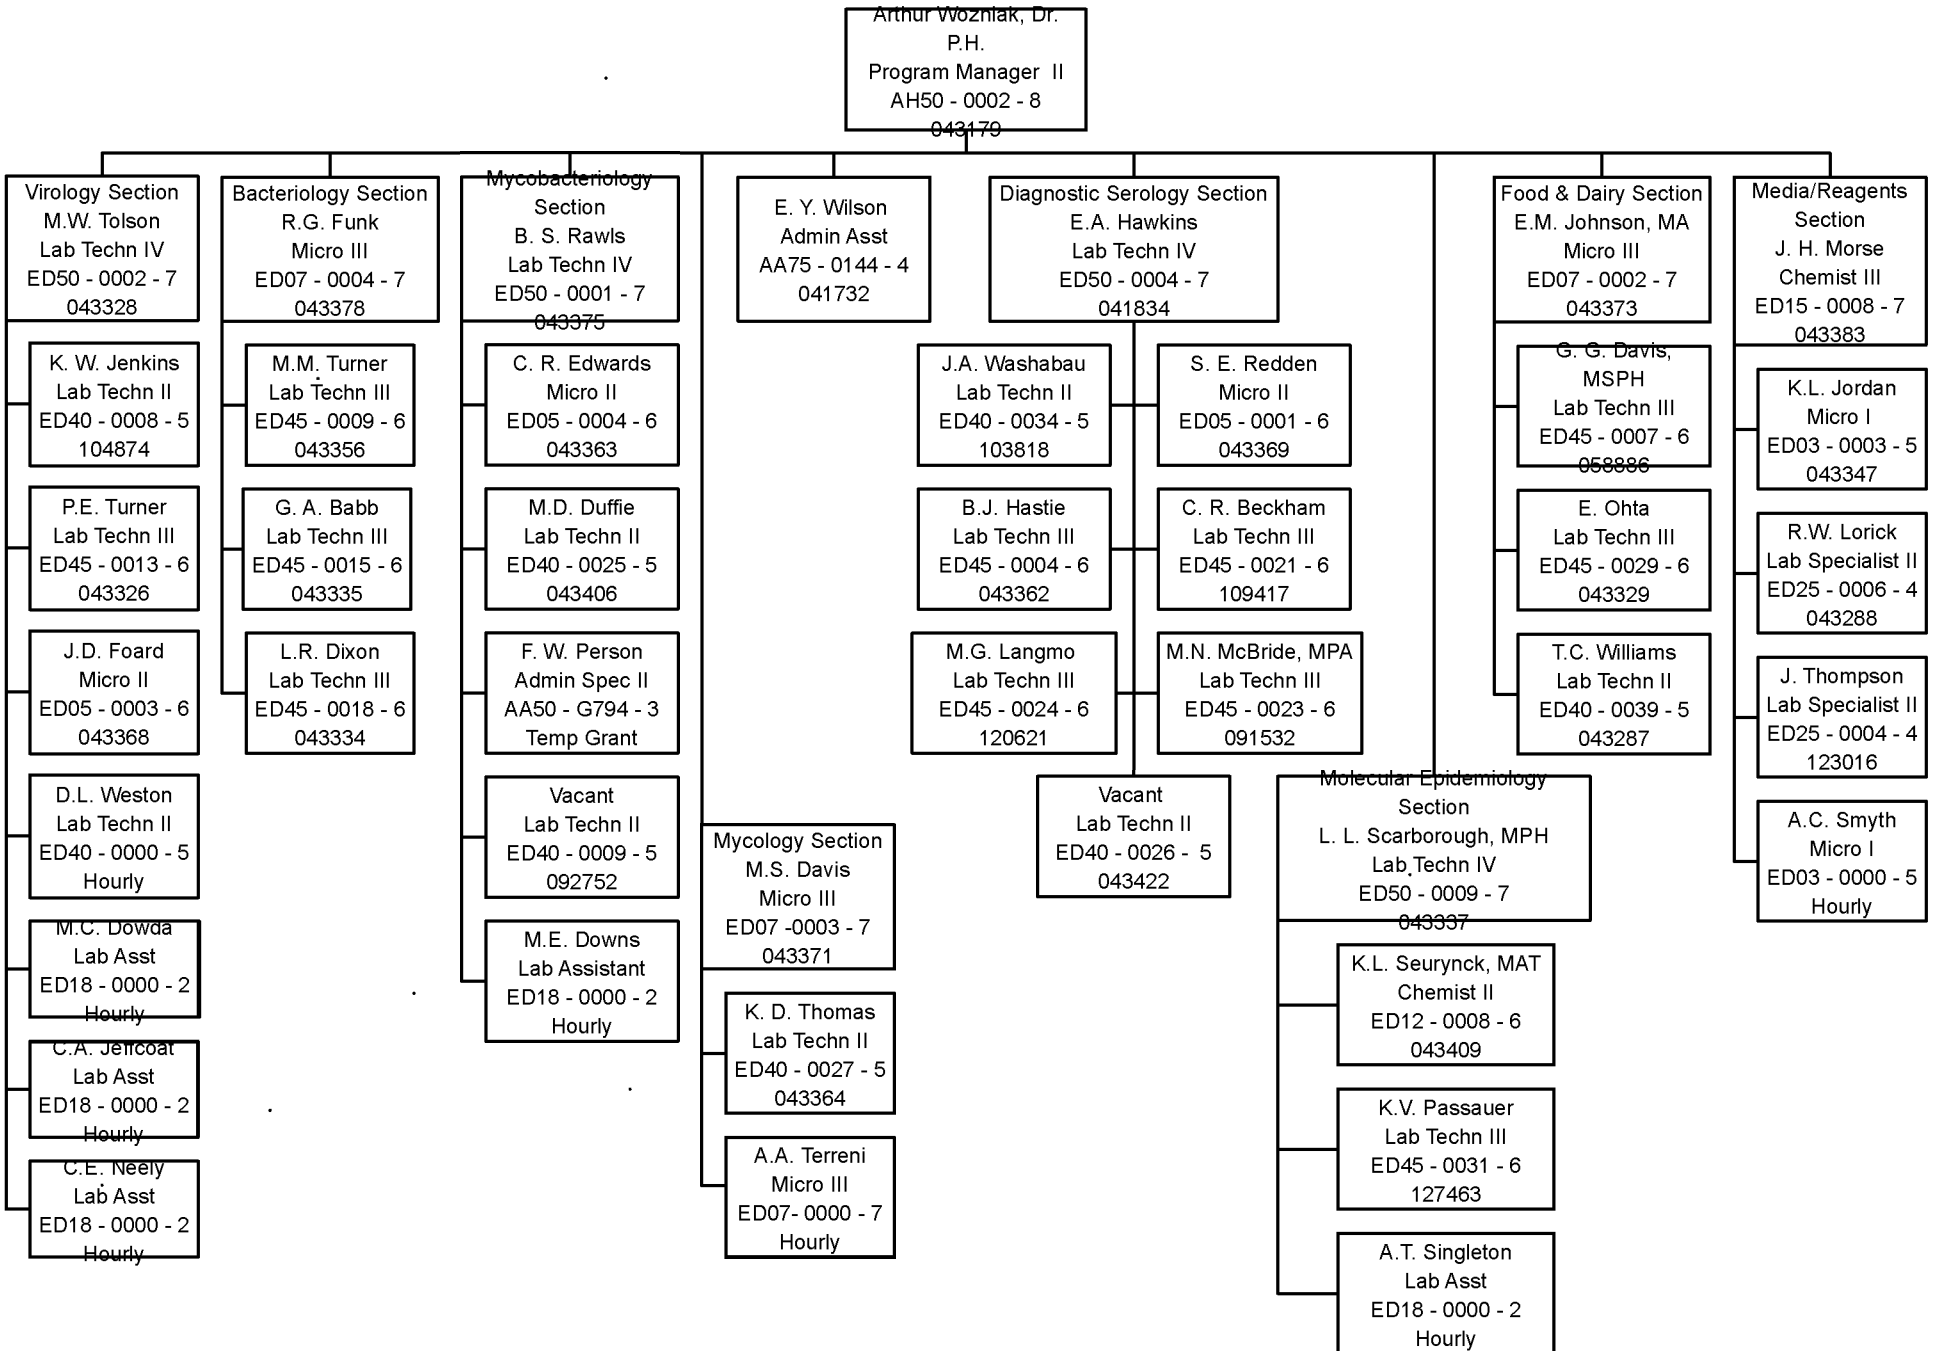 Arthur Wozniak, Dr.
P.H.
Program Manager  II
AH50 - 0002 - 8
043179
Virology Section
M.W. Tolson
Lab Techn IV
ED50 - 0002 - 7
043328
K. W. Jenkins
Lab Techn II
ED40 - 0008 - 5
104874
P.E. Turner
Lab Techn III
ED45 - 0013 - 6
043326
J.D. Foard
Micro II
ED05 - 0003 - 6
043368
D.L. Weston
Lab Techn II
ED40 - 0000 - 5
Hourly
M.C. Dowda
Lab Asst
ED18 - 0000 - 2
Hourly
C.A. Jeffcoat
Lab Asst
ED18 - 0000 - 2
Hourly
C.E. Neely
Lab Asst
ED18 - 0000 - 2
Hourly
Bacteriology Section
R.G. Funk
Micro III
ED07 - 0004 - 7
043378
M.M. Turner
Lab Techn III
ED45 - 0009 - 6
043356
G. A. Babb
Lab Techn III
ED45 - 0015 - 6
043335
L.R. Dixon
Lab Techn III
ED45 - 0018 - 6
043334
Mycobacteriology
Section
B. S. Rawls
Lab Techn IV
ED50 - 0001 - 7
043375
C. R. Edwards
Micro II
ED05 - 0004 - 6
043363
M.D. Duffie
Lab Techn II
ED40 - 0025 - 5
043406
F. W. Person
Admin Spec II
AA50 - G794 - 3
Temp Grant
Vacant
Lab Techn II
ED40 - 0009 - 5
092752
M.E. Downs
Lab Assistant
ED18 - 0000 - 2
Hourly
Mycology Section
M.S. Davis
Micro III
ED07 -0003 - 7
043371
K. D. Thomas
Lab Techn II
ED40 - 0027 - 5
043364
A.A. Terreni
Micro III
ED07- 0000 - 7
Hourly
E. Y. Wilson
Admin Asst
AA75 - 0144 - 4
041732
Diagnostic Serology Section
E.A. Hawkins
Lab Techn IV
ED50 - 0004 - 7
041834
J.A. Washabau
Lab Techn II
ED40 - 0034 - 5
103818
S. E. Redden
Micro II
ED05 - 0001 - 6
043369
B.J. Hastie
Lab Techn III
ED45 - 0004 - 6
043362
C. R. Beckham
Lab Techn III
ED45 - 0021 - 6
109417
M.G. Langmo
Lab Techn III
ED45 - 0024 - 6
120621
M.N. McBride, MPA
Lab Techn III
ED45 - 0023 - 6
091532
Vacant
Lab Techn II
ED40 - 0026 -  5
043422
Molecular Epidemiology
Section
L. L. Scarborough, MPH
Lab Techn IV
ED50 - 0009 - 7
043337
K.L. Seurynck, MAT
Chemist II
ED12 - 0008 - 6
043409
K.V. Passauer
Lab Techn III
ED45 - 0031 - 6
127463
A.T. Singleton
Lab Asst
ED18 - 0000 - 2
Hourly
Food & Dairy Section
E.M. Johnson, MA
Micro III
ED07 - 0002 - 7
043373
G. G. Davis,
MSPH
Lab Techn III
ED45 - 0007 - 6
058886
E. Ohta
Lab Techn III
ED45 - 0029 - 6
043329
T.C. Williams
Lab Techn II
ED40 - 0039 - 5
043287
Media/Reagents
Section
J. H. Morse
Chemist III
ED15 - 0008 - 7
043383
K.L. Jordan
Micro I
ED03 - 0003 - 5
043347
R.W. Lorick
Lab Specialist II
ED25 - 0006 - 4
043288
J. Thompson
Lab Specialist II
ED25 - 0004 - 4
123016
A.C. Smyth
Micro I
ED03 - 0000 - 5
Hourly